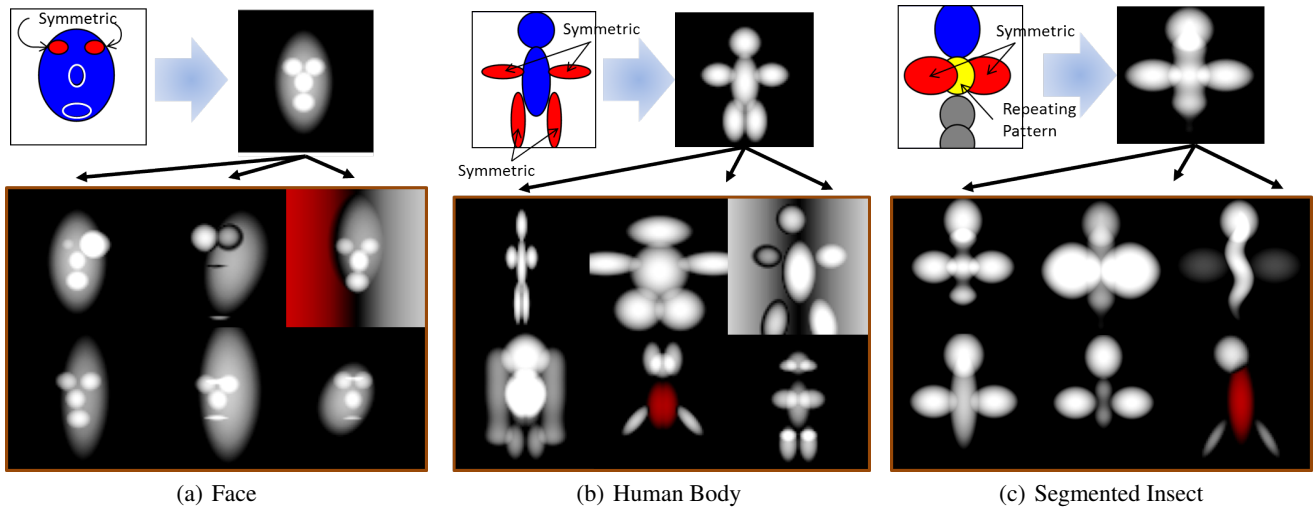 Symmetric
Symmetric
Symmetric
Symmetric
Repeating
Pattern
(a) Face
(b) Human Body
(c) Segmented Insect